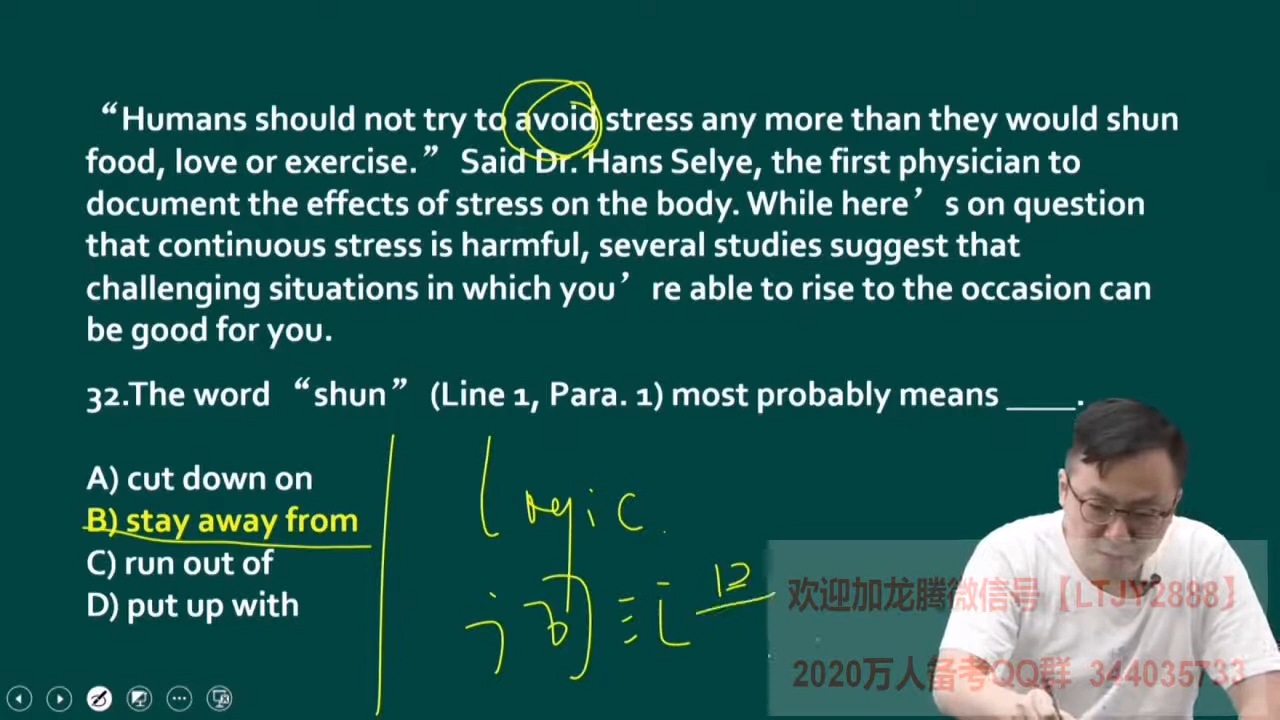 “Humans should not try to avoid stress any more than they would shun
food, love or exercise.” Said Dr. Hans Selye, the first physician to
document the effects of stress on the body. While here’s on question
that continuous stress is harmful, several studies suggest that
challenging situations in which you’re able to rise to the occasion can
be good for you.
32.The word “shun” (Line 1, Para. 1) most probably means ____.
A) cut down on
B) stay away from
C) run out of
D) put up with
Logic
12
欢迎加龙腾微信号【LTJY2888】
2020万人备考QQ群 344035733